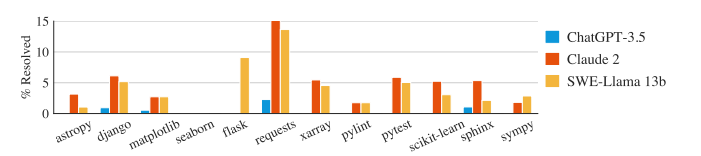 15
10
5
0
% Resolved
astropy
django
matplotlib
seaborn
flask
requests
xarray
pylint
pytest
scikit-learn
sphinx
sympy
ChatGPT-3.5
Claude 2
SWE-Llama 13b